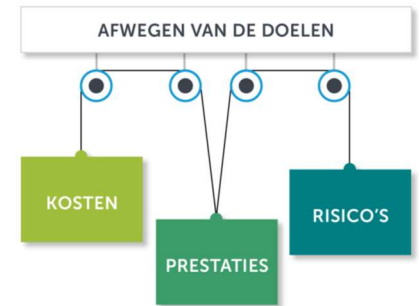 AFWEGEN VAN DE DOELEN
KOSTEN
PRESTATIES
RISICO'S